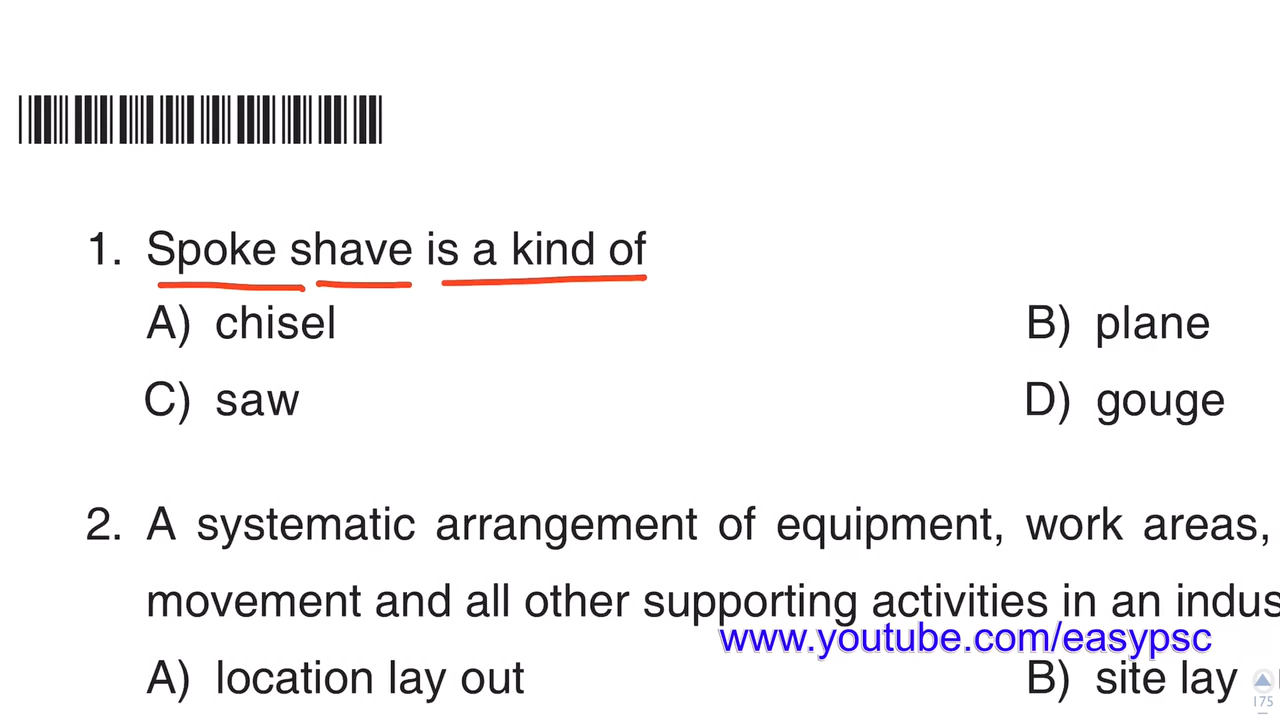 1. Spoke shave is a kind of
A) chisel B) plane
C) saw D) gouge
2. A systematic arrangement of equipment, work areas,
movement and all other supporting activities in an
www.youtube.com/easypsc
A) location lay out B) site lay
175